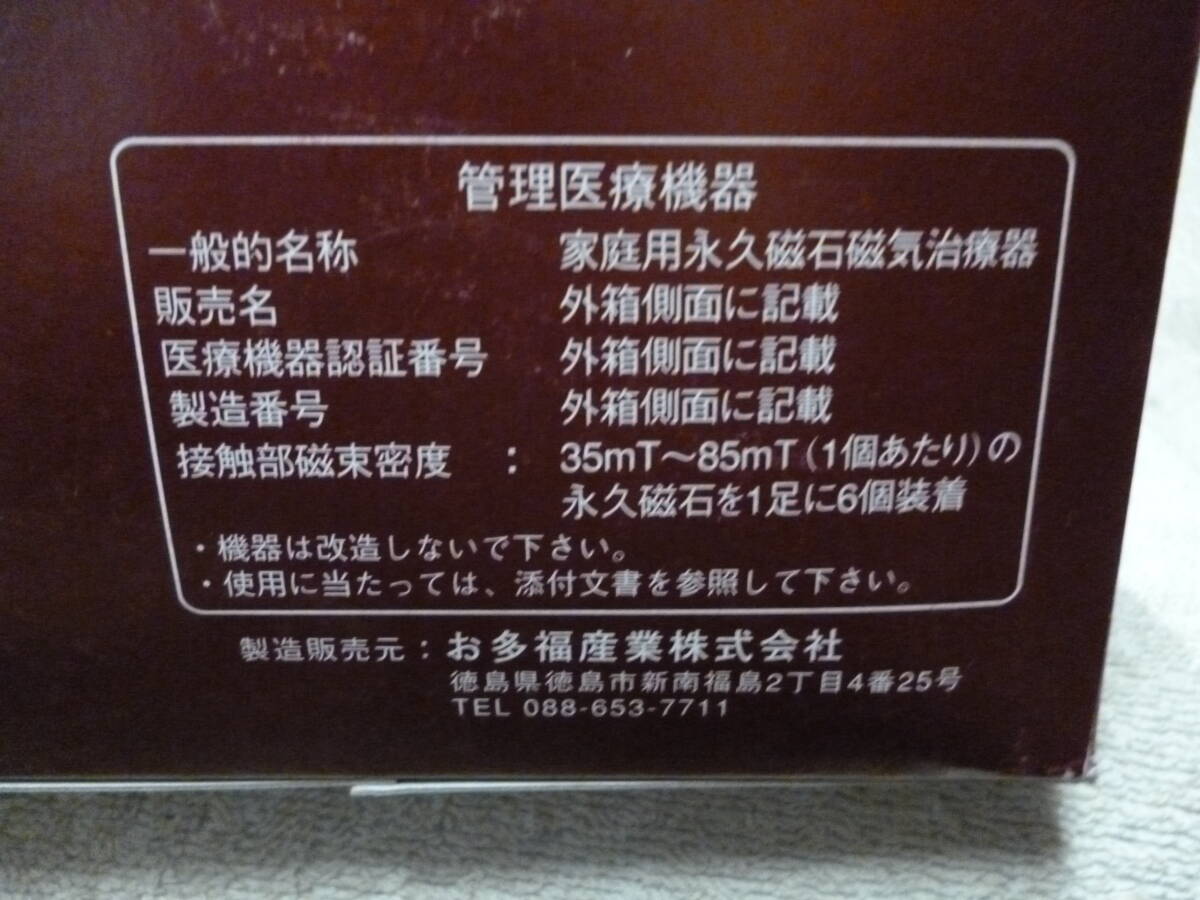 管理医療機器
一般的名称 家庭用永久磁石磁気治療器
販売名 外箱側面に記載
医療機器認証番号 外箱側面に記載
製造番号 外箱側面に記載
接触部磁束密度 : 35mT~85mT(1個あたり)の
永久磁石を1足に6個装着
・機器は改造しないで下さい。
・使用に当たっては、添付文書を参照して下さい。
製造販売元:お多福産業株式会社
徳島県徳島市新南福島2丁目4番25号
TEL 088-653-7711